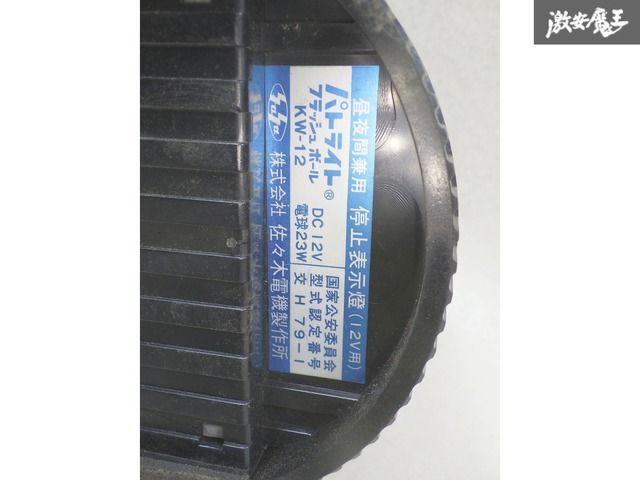 激安魔王
昼夜間兼用 停止表示燈(12V用)
パトライト®
フラッシュボール
KW-12
DC12V
電球23W
国家公安委員会
型式認定番号
交H79-1
株式会社 佐々木電機製作所